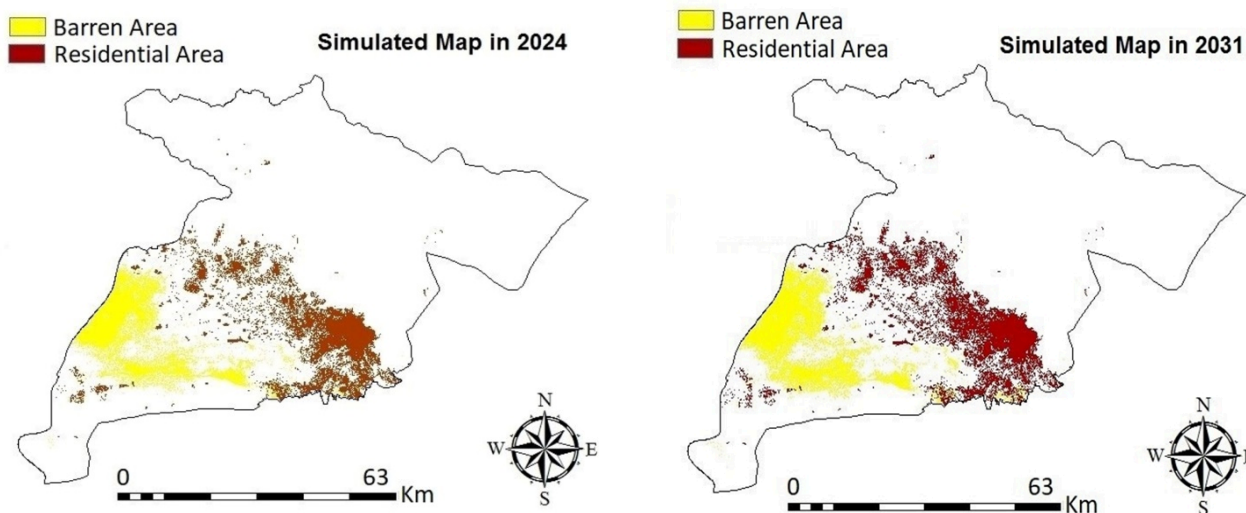 Barren Area
Residential Area
Simulated Map in 2024
N
W E
S
0 63
Km
Barren Area
Residential Area
Simulated Map in 2031
N
W
S
0 63
Km